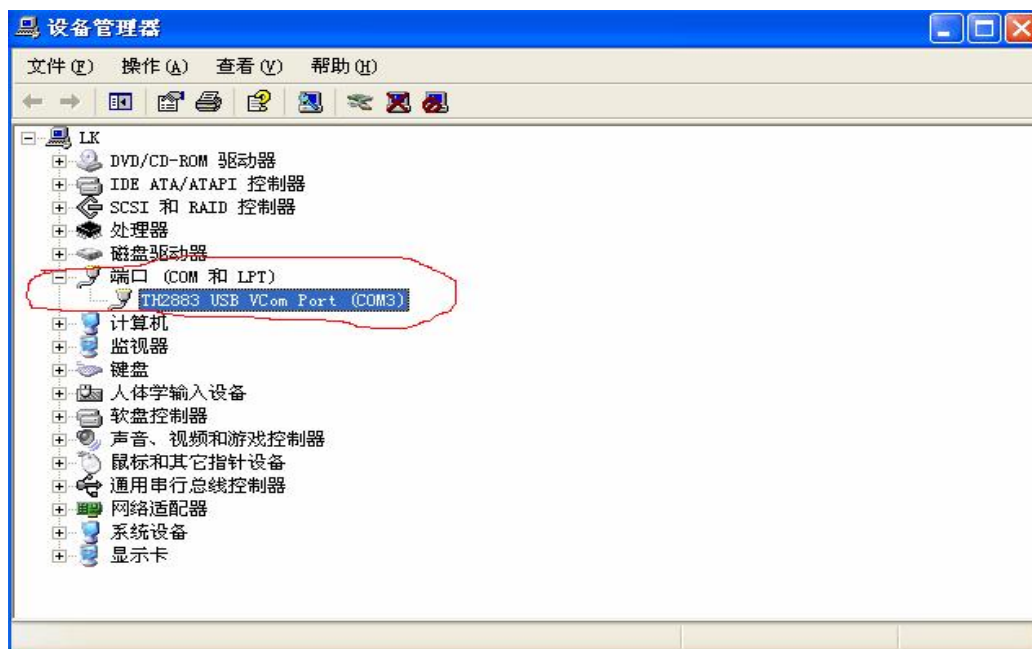 设备管理器
文件(F) 操作(A) 查看(V) 帮助(H)
LK
DVD/CD-ROM 驱动器
IDE ATA/ATAPI 控制器
SCSI 和 RAID 控制器
处理器
磁盘驱动器
端口 (COM 和 LPT)
TH2883 USB VCom Port (COM3)
计算机
监视器
键盘
人体学输入设备
软盘控制器
声音、视频和游戏控制器
鼠标和其它指针设备
通用串行总线控制器
网络适配器
系统设备
显示卡